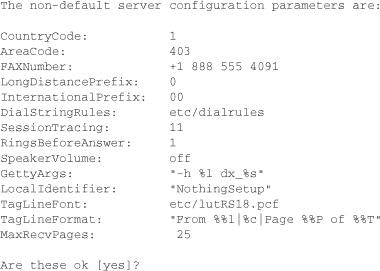 The non-default server configuration parameters are:
CountryCode: 1
AreaCode: 403
FAXNumber: +1 888 555 4091
LongDistancePrefix: 0
InternationalPrefix: 00
DialStringRules: etc/dialrules
SessionTracing: 11
RingsBeforeAnswer: 1
SpeakerVolume: off
GettyArgs: "-h %l dx_%s"
LocalIdentifier: "NothingSetup"
TagLineFont: etc/lutRS18.pcf
TagLineFormat: "From %%l|%c|Page %%P of %%T"
MaxRecvPages: 25
Are these ok [yes]?